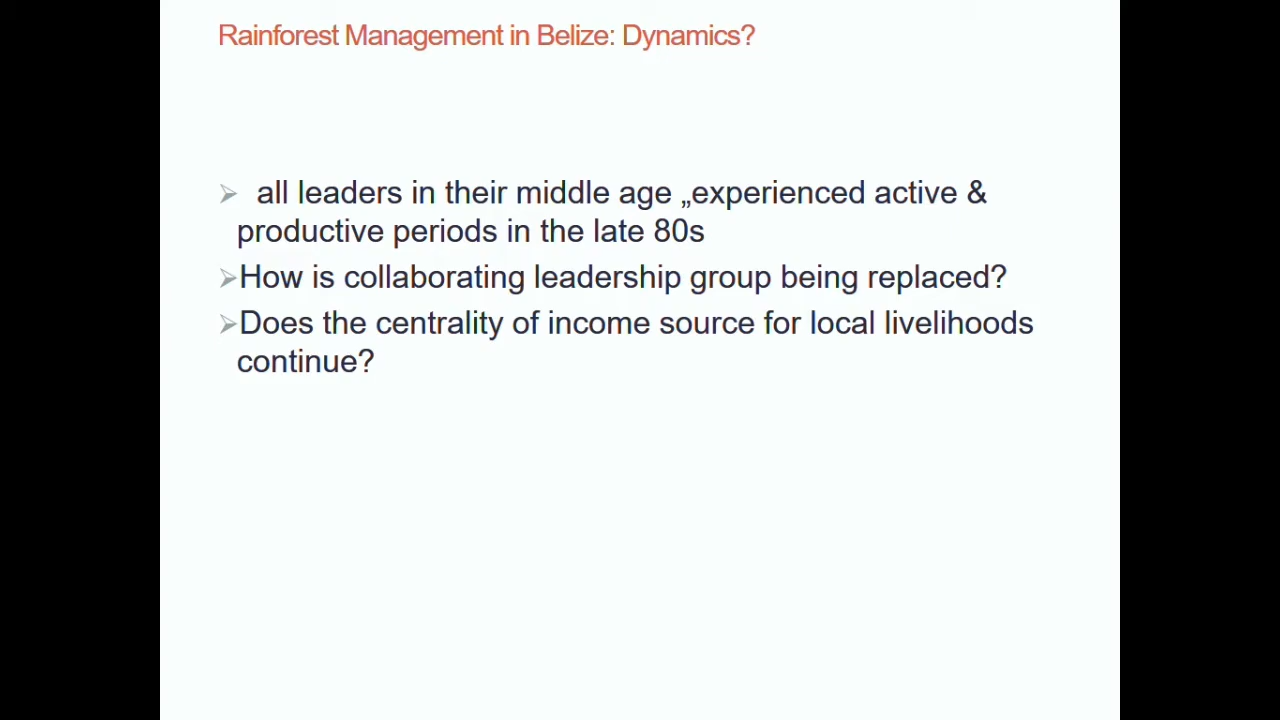 Rainforest Management in Belize: Dynamics?
➢ all leaders in their middle age „experienced active &
productive periods in the late 80s
➢How is collaborating leadership group being replaced?
➢Does the centrality of income source for local livelihoods
continue?